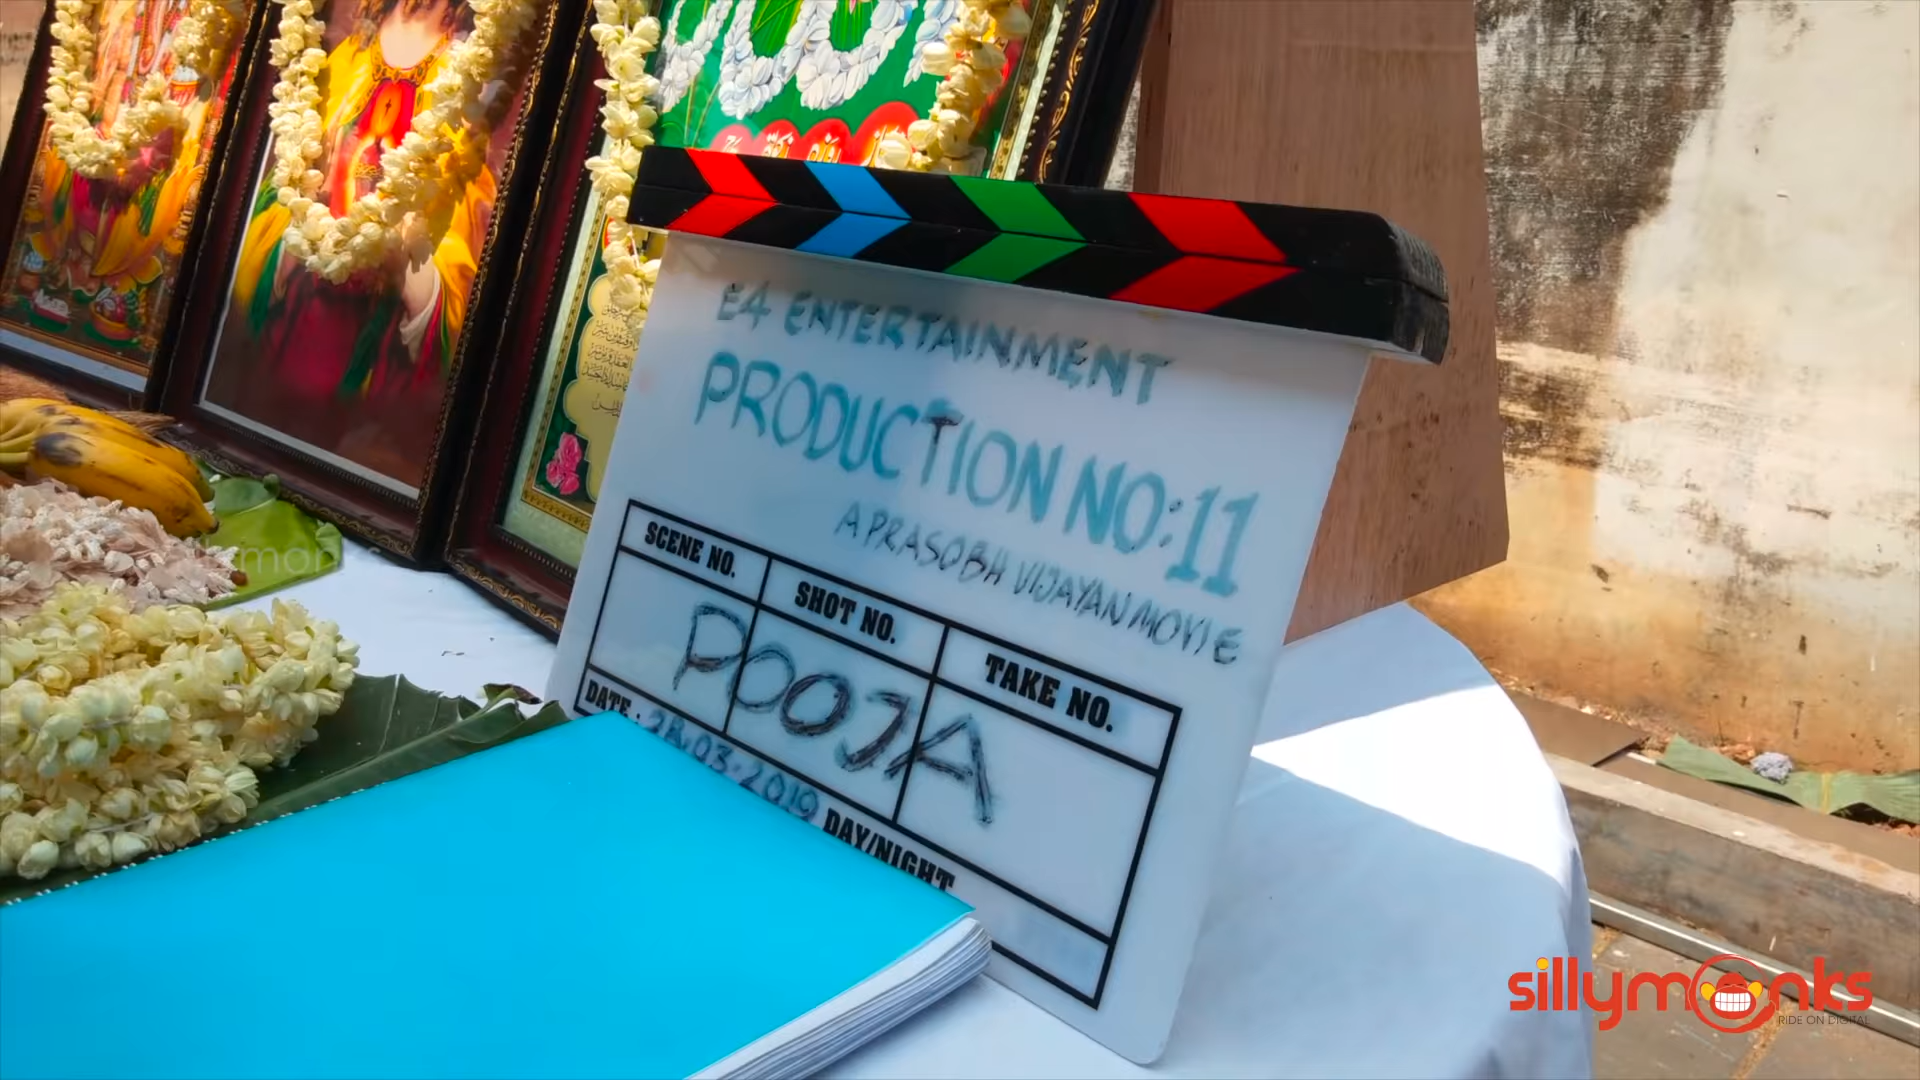 E4 ENTERTAINMENT
PRODUCTION NO:11
A PRASOBH VIJAYAN MOVIE
SCENE NO.
SHOT NO.
TAKE NO.
POOJA
DATE: 28.03.2019
DAY/NIGHT
sillymonks
RIDE ON DIGITAL